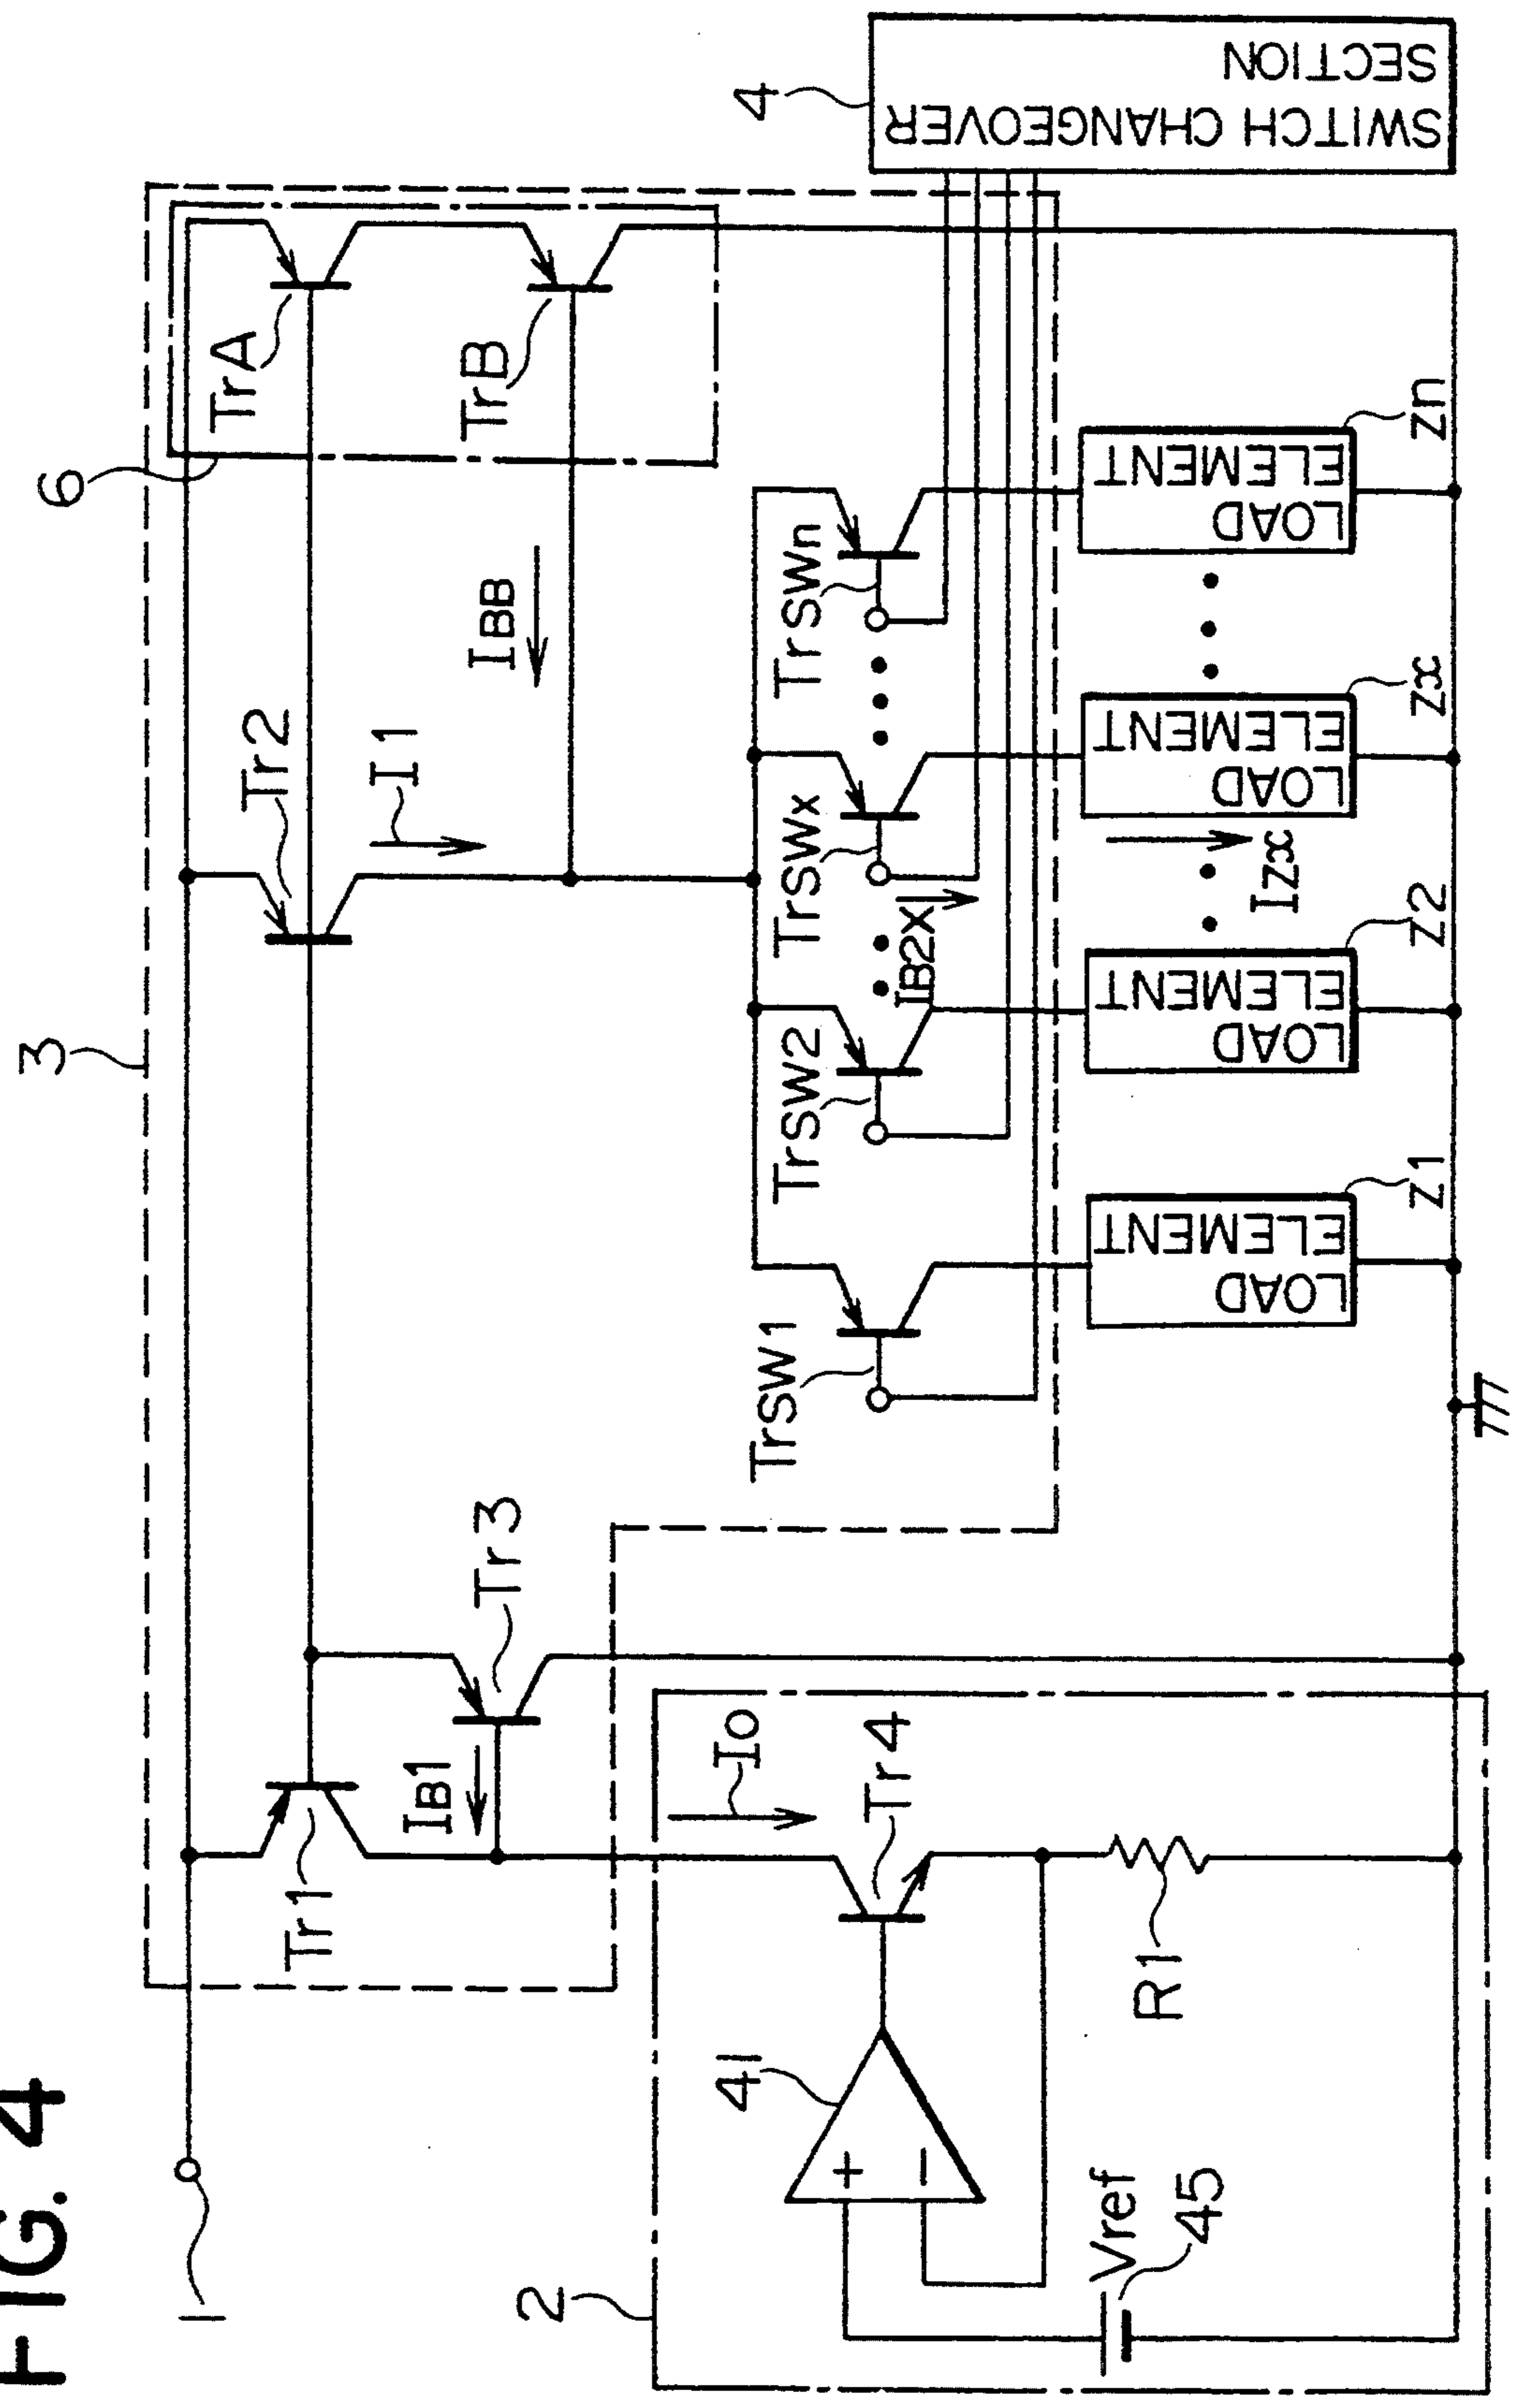 FIG. 4
3
6
1
Tr1
Tr2
TrA
IB1
Tr3
I1
IBB
TrB
2
I0
41
+
−
Tr4
R1
Vref
45
TrSW1
TrSW2
TrSWx
TrSWn
IB2x
4
SWITCH CHANGEOVER
SECTION
LOAD
ELEMENT
Z1
LOAD
ELEMENT
Z2
IZx
LOAD
ELEMENT
Zx
LOAD
ELEMENT
Zn